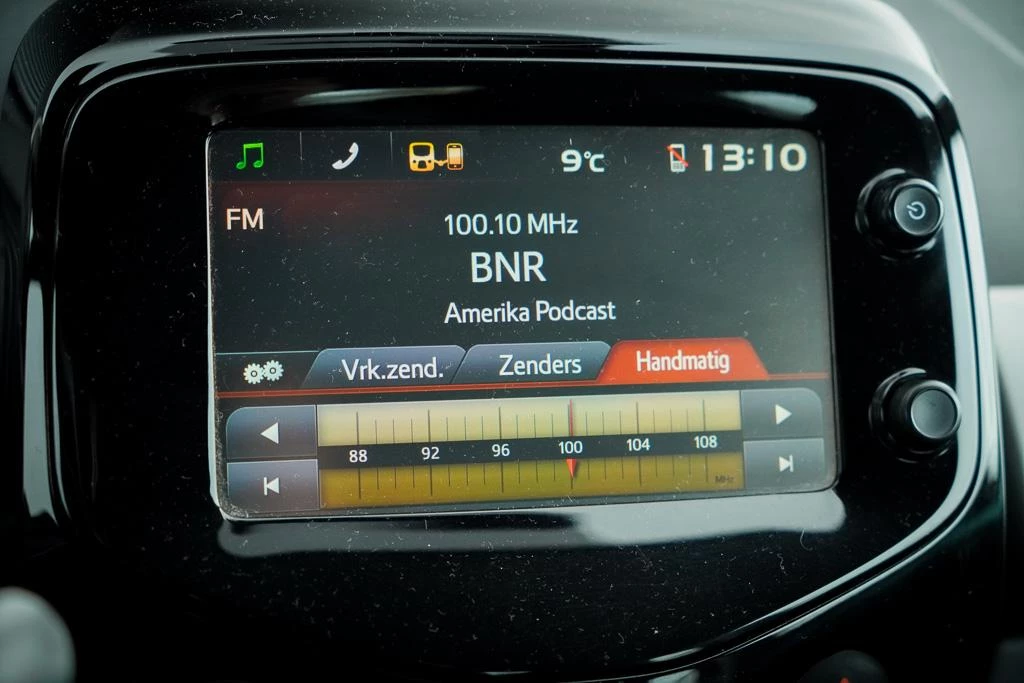 9°C 13:10
FM
100.10 MHz
BNR
Amerika Podcast
Vrk.zend. Zenders Handmatig
88 92 96 100 104 108
MHz